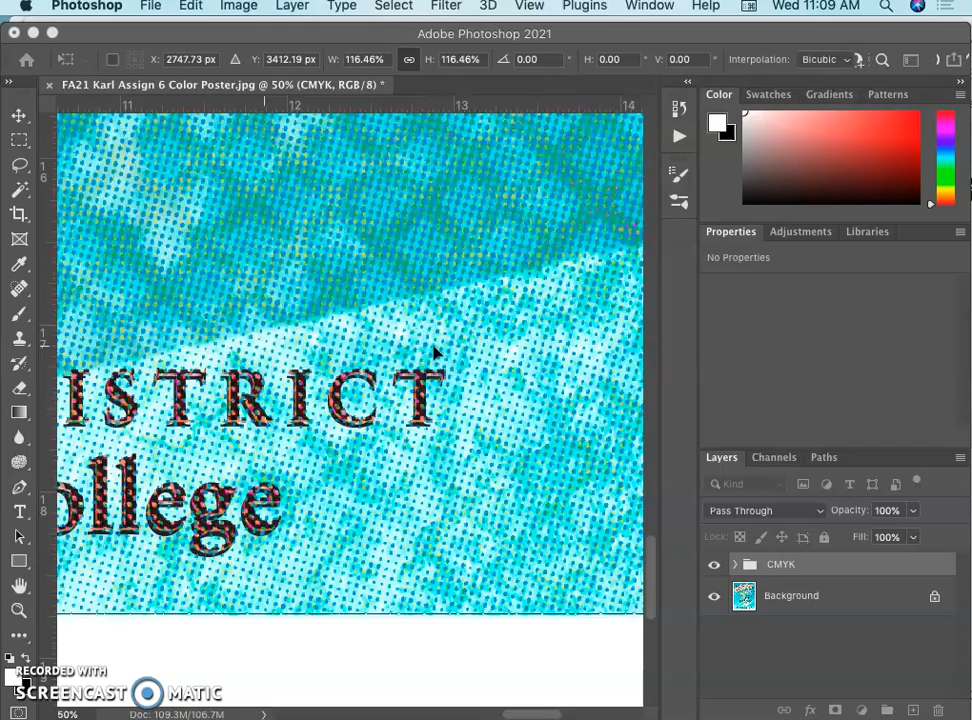 Photoshop File Edit Image Layer Type Select Filter 3D View Plugins Window Help Wed 11:09 AM
Adobe Photoshop 2021
X: 2747.73 px Y: 3412.19 px W: 116.46% H: 116.46% 0.00 ° H: 0.00 ° V: 0.00 ° Interpolation: Bicubic
FA21 Karl Assign 6 Color Poster.jpg @ 50% (CMYK, RGB/8) *
11 12 13 14
16
17
18
Color Swatches Gradients Patterns
Properties Adjustments Libraries
No Properties
ISTRICT
ollege
Layers Channels Paths
Kind
Pass Through Opacity: 100%
Lock: Fill: 100%
CMYK
Background
RECORDED WITH
SCREENCAST MATIC
50% Doc: 109.3M/106.7M